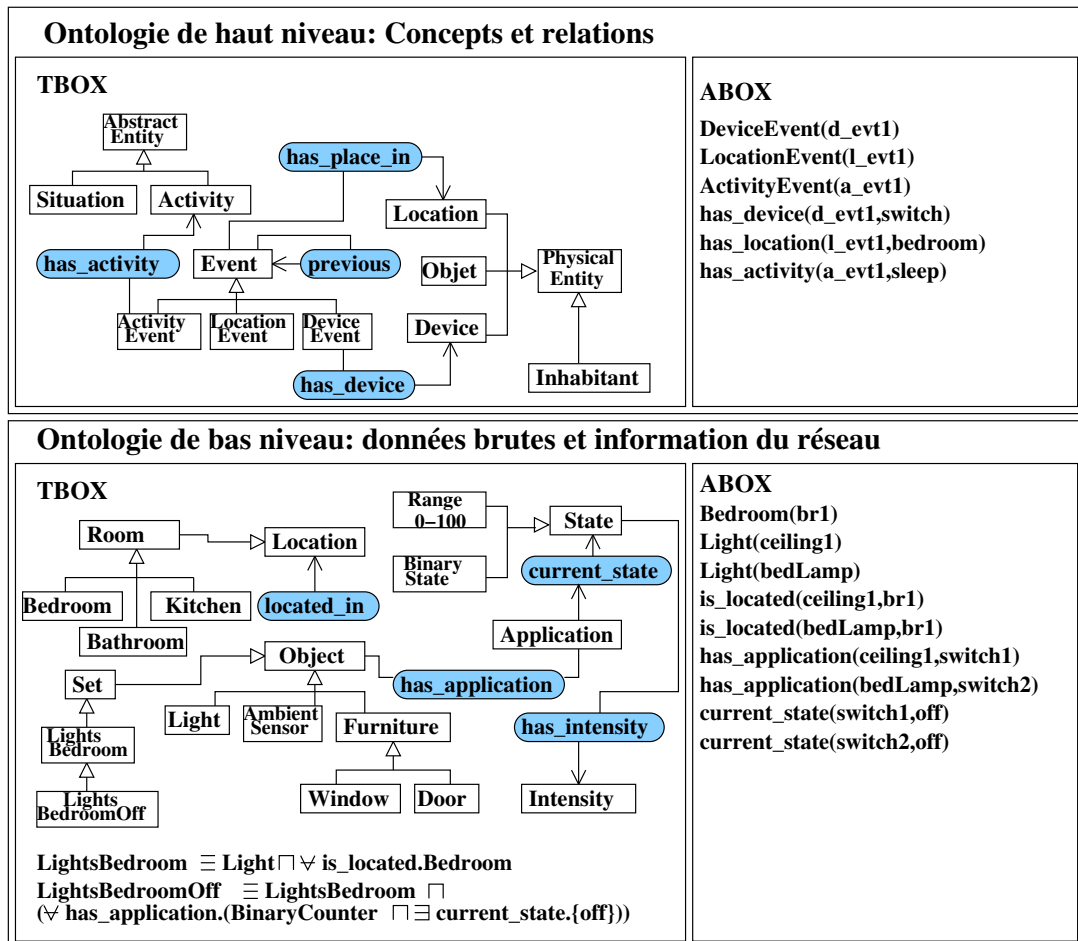 Ontologie de haut niveau: Concepts et relations
TBOX
Abstract
Entity
Situation
Activity
has_place_in
Location
has_activity
Event
previous
Objet
Physical
Entity
Activity
Event
Location
Event
Device
Event
Device
has_device
Inhabitant
ABOX
DeviceEvent(d_evt1)
LocationEvent(l_evt1)
ActivityEvent(a_evt1)
has_device(d_evt1,switch)
has_location(l_evt1,bedroom)
has_activity(a_evt1,sleep)
Ontologie de bas niveau: données brutes et information du réseau
TBOX
Room
Location
Range
0−100
State
Binary
State
current_state
Bedroom
Kitchen
located_in
Bathroom
Application
Object
Set
has_application
Light
Ambient
Sensor
Furniture
has_intensity
Lights
Bedroom
Window
Door
Intensity
Lights
BedroomOff
LightsBedroom ≡ Light ⊓ ∀ is_located.Bedroom
LightsBedroomOff ≡ LightsBedroom ⊓
(∀ has_application.(BinaryCounter ⊓ ∃ current_state.{off}))
ABOX
Bedroom(br1)
Light(ceiling1)
Light(bedLamp)
is_located(ceiling1,br1)
is_located(bedLamp,br1)
has_application(ceiling1,switch1)
has_application(bedLamp,switch2)
current_state(switch1,off)
current_state(switch2,off)